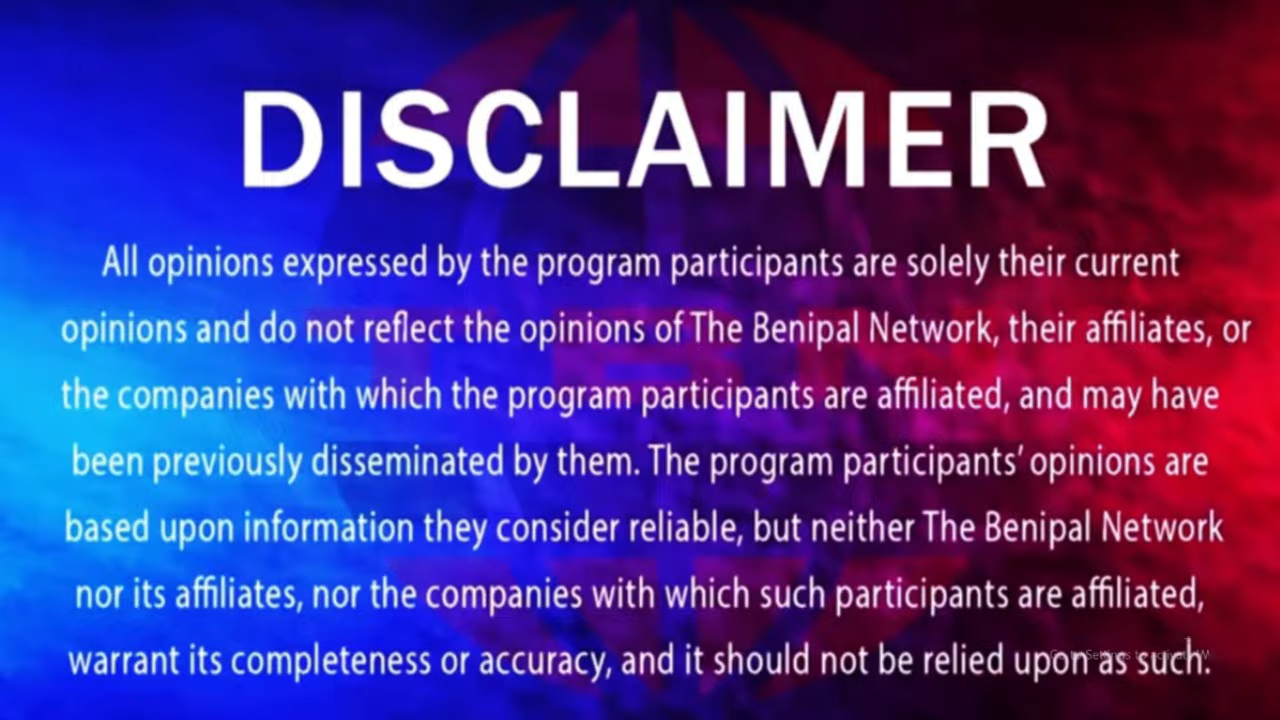 DISCLAIMER
All opinions expressed by the program participants are solely their current
opinions and do not reflect the opinions of The Benipal Network, their affiliates, or
the companies with which the program participants are affiliated, and may have
been previously disseminated by them. The program participants’ opinions are
based upon information they consider reliable, but neither The Benipal Network
nor its affiliates, nor the companies with which such participants are affiliated,
warrant its completeness or accuracy, and it should not be relied upon as such.